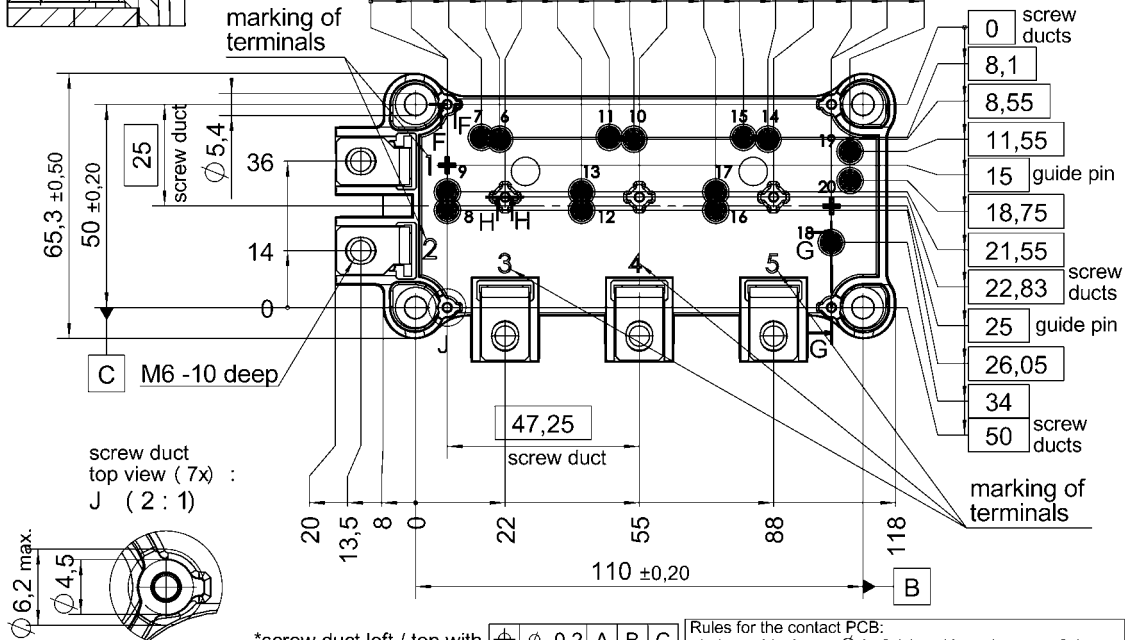 marking of
terminals
0 screw
ducts
8,1
8,55
11,55
15 guide pin
18,75
21,55
22,83 screw
ducts
25 guide pin
26,05
34
50 screw
ducts
marking of
terminals
65,3 ±0,50
50 ±0,20
25
screw duct
Ø 5,4
36
14
0
C
M6 -10 deep
7 6
11 10
15 14
19
F
F
1
9
13
17
20
8
H H
12
16
18
G
2
3
4
5
J
G
47,25
screw duct
screw duct
top view ( 7x) :
J ( 2 : 1)
20
13,5
8
0
22
55
88
118
110 ±0,20
B
Ø 6,2 max.
Ø 4,5
*screw duct left / top with ⌖ Ø 0,2 A B C
Rules for the contact PCB: